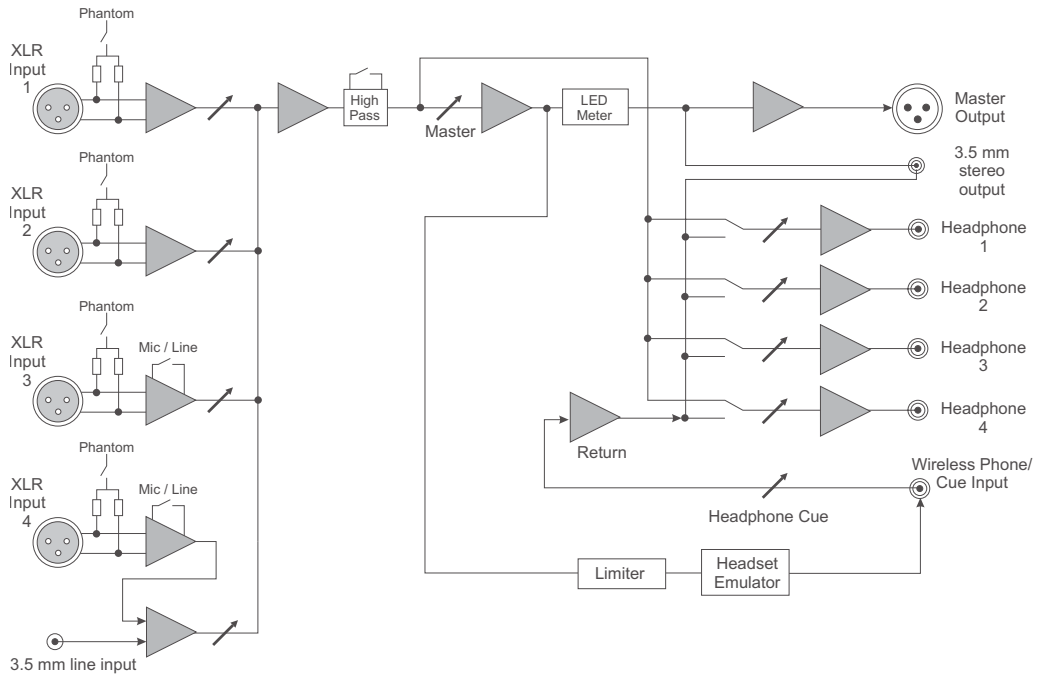 Phantom
XLR
Input
1
High
Pass
Master
LED
Meter
Master
Output
3.5 mm
stereo
output
Phantom
XLR
Input
2
Headphone
1
Headphone
2
Phantom
XLR
Input
3
Mic / Line
Headphone
3
Headphone
4
Return
Phantom
XLR
Input
4
Mic / Line
Wireless Phone/
Cue Input
Headphone Cue
Limiter
Headset
Emulator
3.5 mm line input